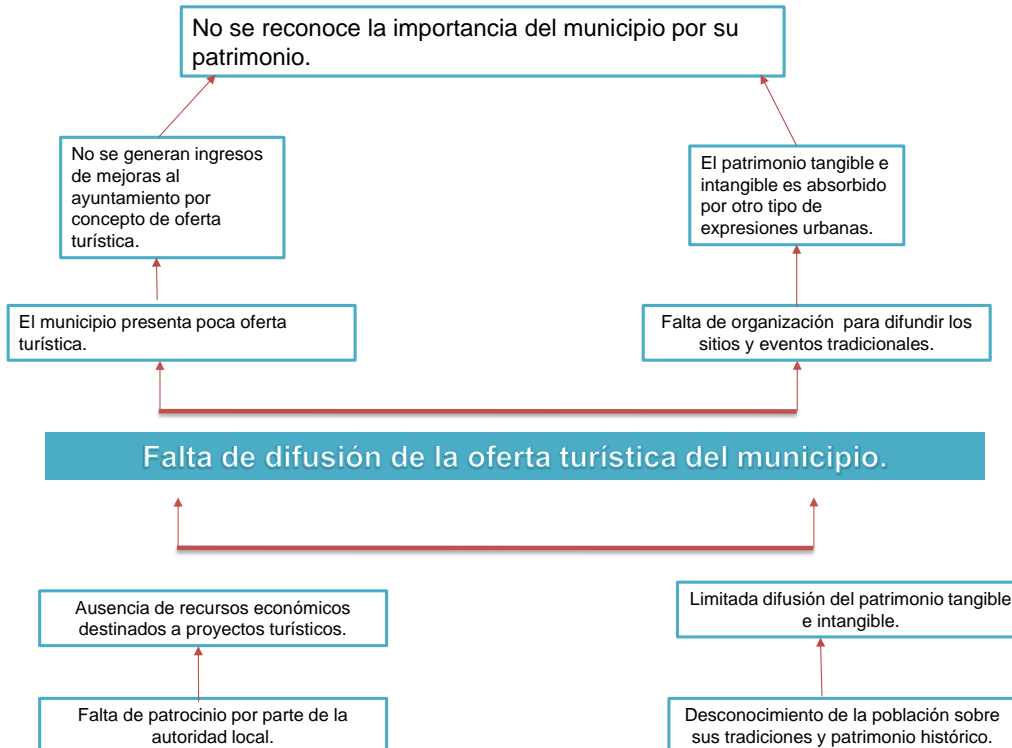 No se reconoce la importancia del municipio por su
patrimonio.
No se generan ingresos
de mejoras al
ayuntamiento por
concepto de oferta
turística.
El patrimonio tangible e
intangible es absorbido
por otro tipo de
expresiones urbanas.
El municipio presenta poca oferta
turística.
Falta de organización para difundir los
sitios y eventos tradicionales.
Falta de difusión de la oferta turística del municipio.
Ausencia de recursos económicos
destinados a proyectos turísticos.
Limitada difusión del patrimonio tangible
e intangible.
Falta de patrocinio por parte de la
autoridad local.
Desconocimiento de la población sobre
sus tradiciones y patrimonio histórico.